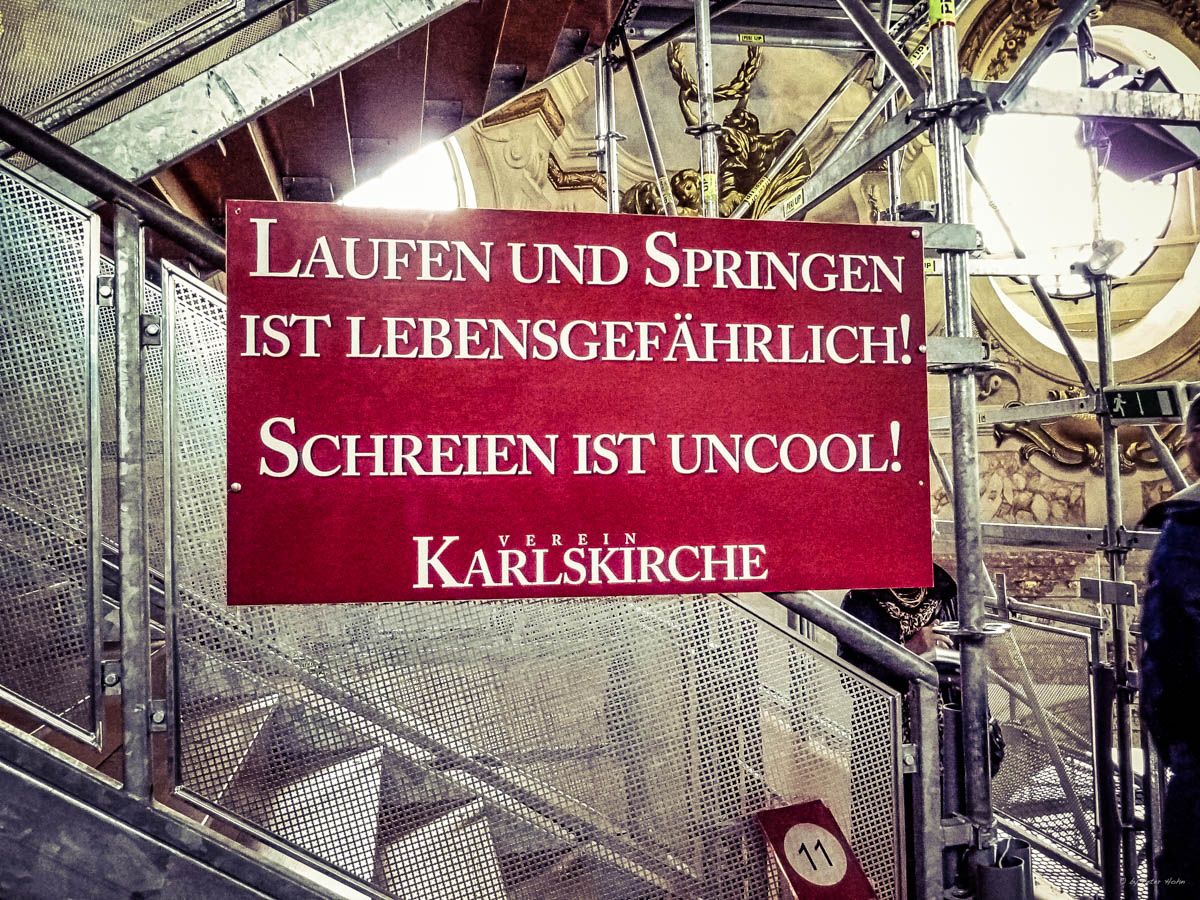 LAUFEN UND SPRINGEN
IST LEBENSGEFÄHRLICH!
SCHREIEN IST UNCOOL!
VEREIN
KARLSKIRCHE
11